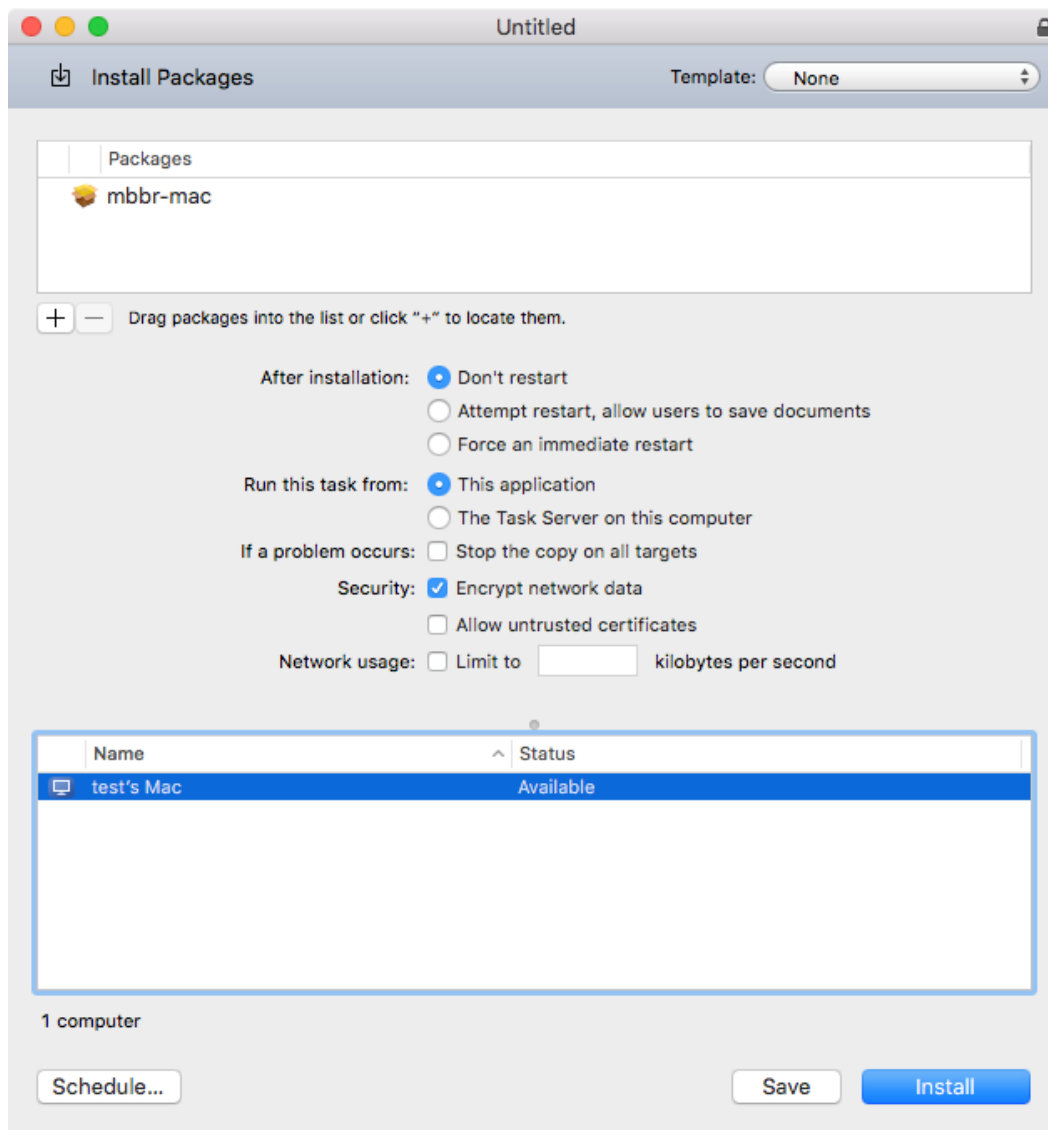 Untitled
Install Packages Template: None
Packages
mbbr-mac
+ − Drag packages into the list or click "+" to locate them.
After installation: Don't restart
Attempt restart, allow users to save documents
Force an immediate restart
Run this task from: This application
The Task Server on this computer
If a problem occurs: Stop the copy on all targets
Security: Encrypt network data
Allow untrusted certificates
Network usage: Limit to kilobytes per second
Name Status
test's Mac Available
1 computer
Schedule... Save Install